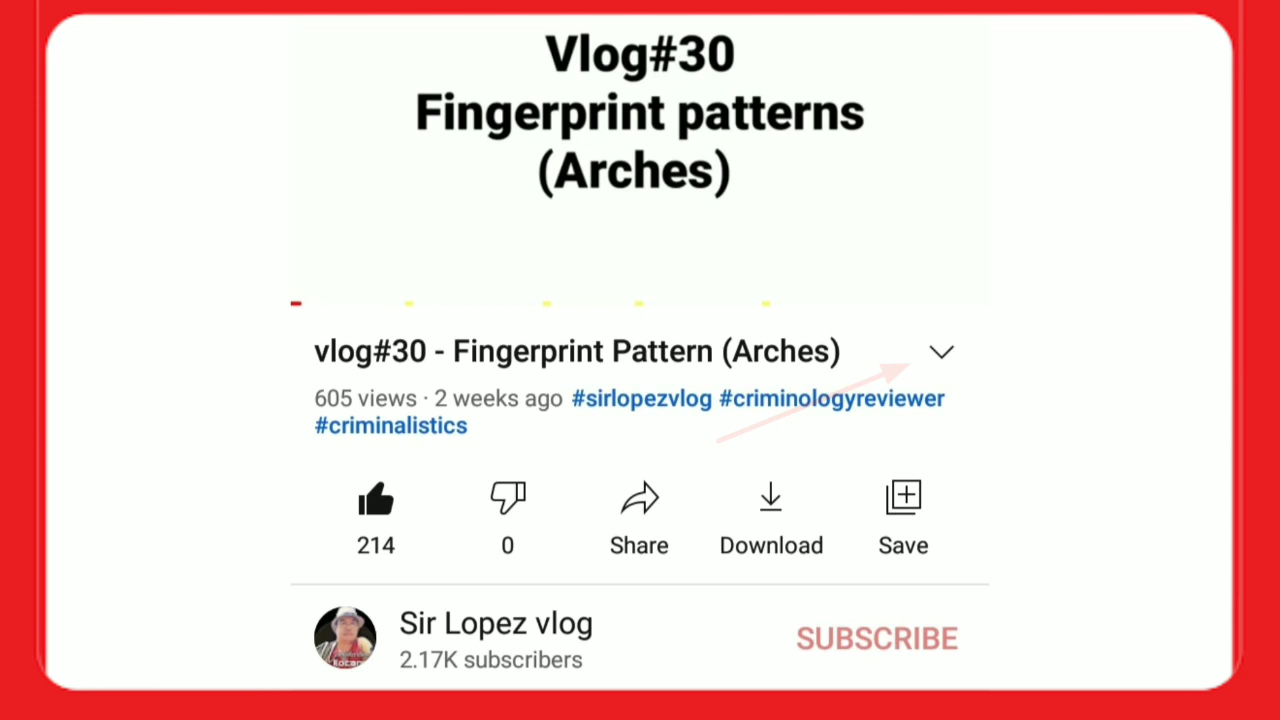 Vlog#30
Fingerprint patterns
(Arches)
vlog#30 - Fingerprint Pattern (Arches)
605 views · 2 weeks ago #sirlopezvlog #criminologyreviewer
#criminalistics
214
0
Share
Download
Save
Sir Lopez vlog
2.17K subscribers
SUBSCRIBE